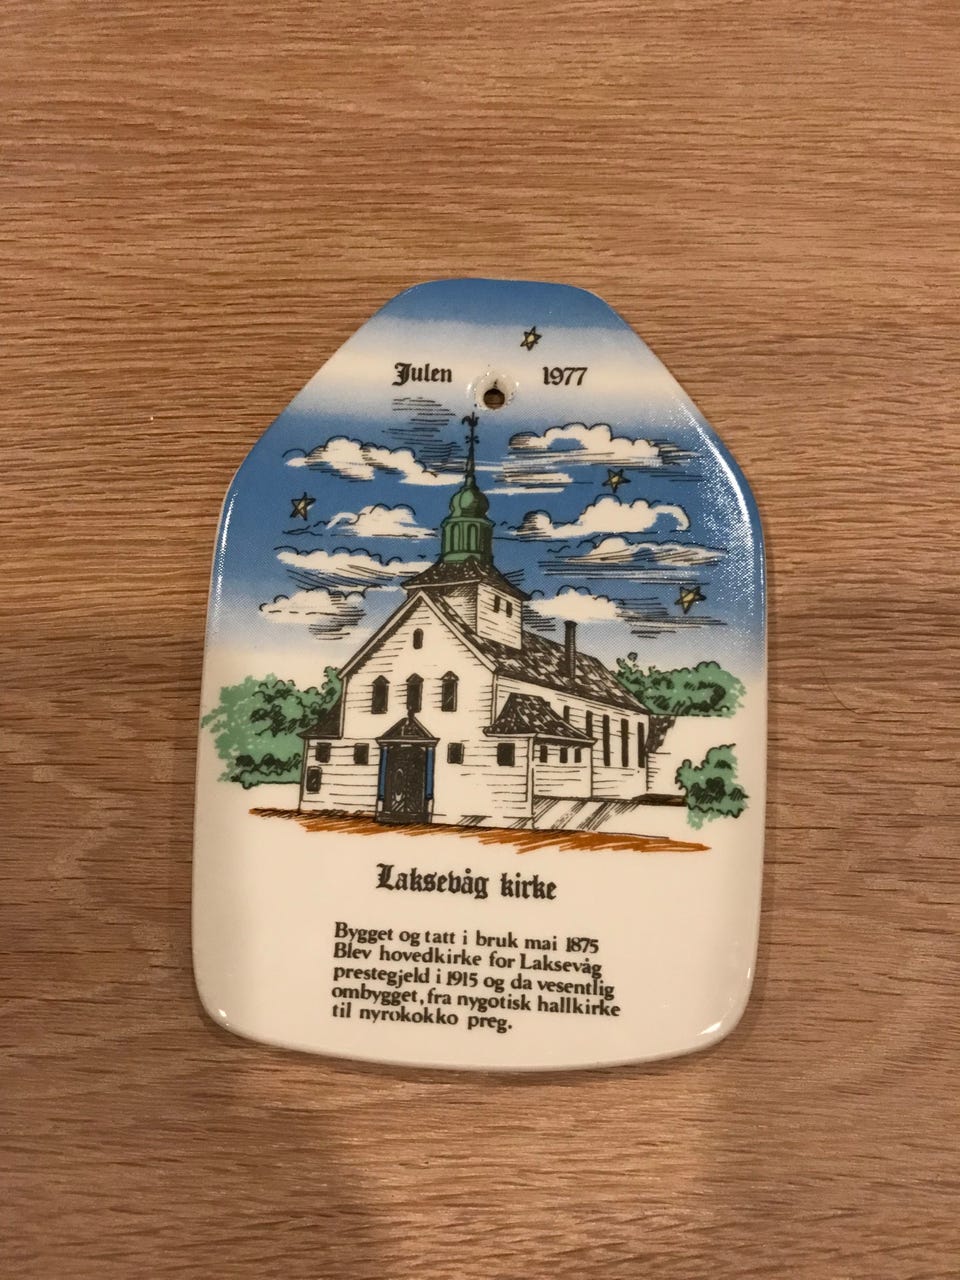 Julen 1977
Laksevåg kirke
Bygget og tatt i bruk mai 1875
Blev hovedkirke for Laksevåg
prestegjeld i 1915 og da vesentlig
ombygget, fra nygotisk hallkirke
til nyrokokko preg.